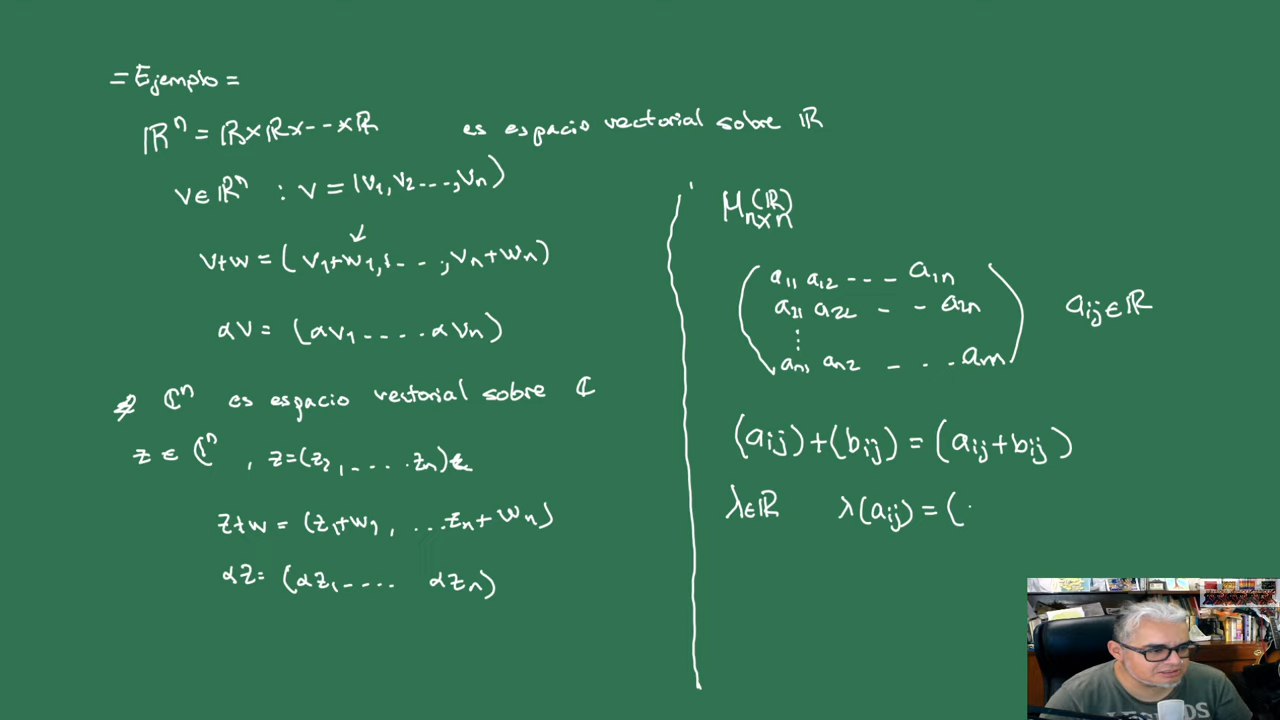 = Ejemplo =
ℝⁿ = ℝ×ℝ×---×ℝ es espacio vectorial sobre ℝ
v ∈ ℝⁿ : v = (v₁, v₂ ..., vₙ)
v+w = (v₁+w₁, ..., vₙ+wₙ)
αv = (αv₁ .... αvₙ)
ℂⁿ es espacio vectorial sobre ℂ
z ∈ ℂⁿ, z = (z₁, .... zₙ)
z+w = (z₁+w₁, ... zₙ+wₙ)
αz = (αz₁ .... αzₙ)
M (ℝ)
n×n
a₁₁ a₁₂ --- a₁ₙ
a₂₁ a₂₂ - - a₂ₙ
⋮
aₙ₁ aₙ₂ - .. aₙₙ
aᵢⱼ ∈ ℝ
(aᵢⱼ)+(bᵢⱼ) = (aᵢⱼ+bᵢⱼ)
λ∈ℝ λ(aᵢⱼ) = (